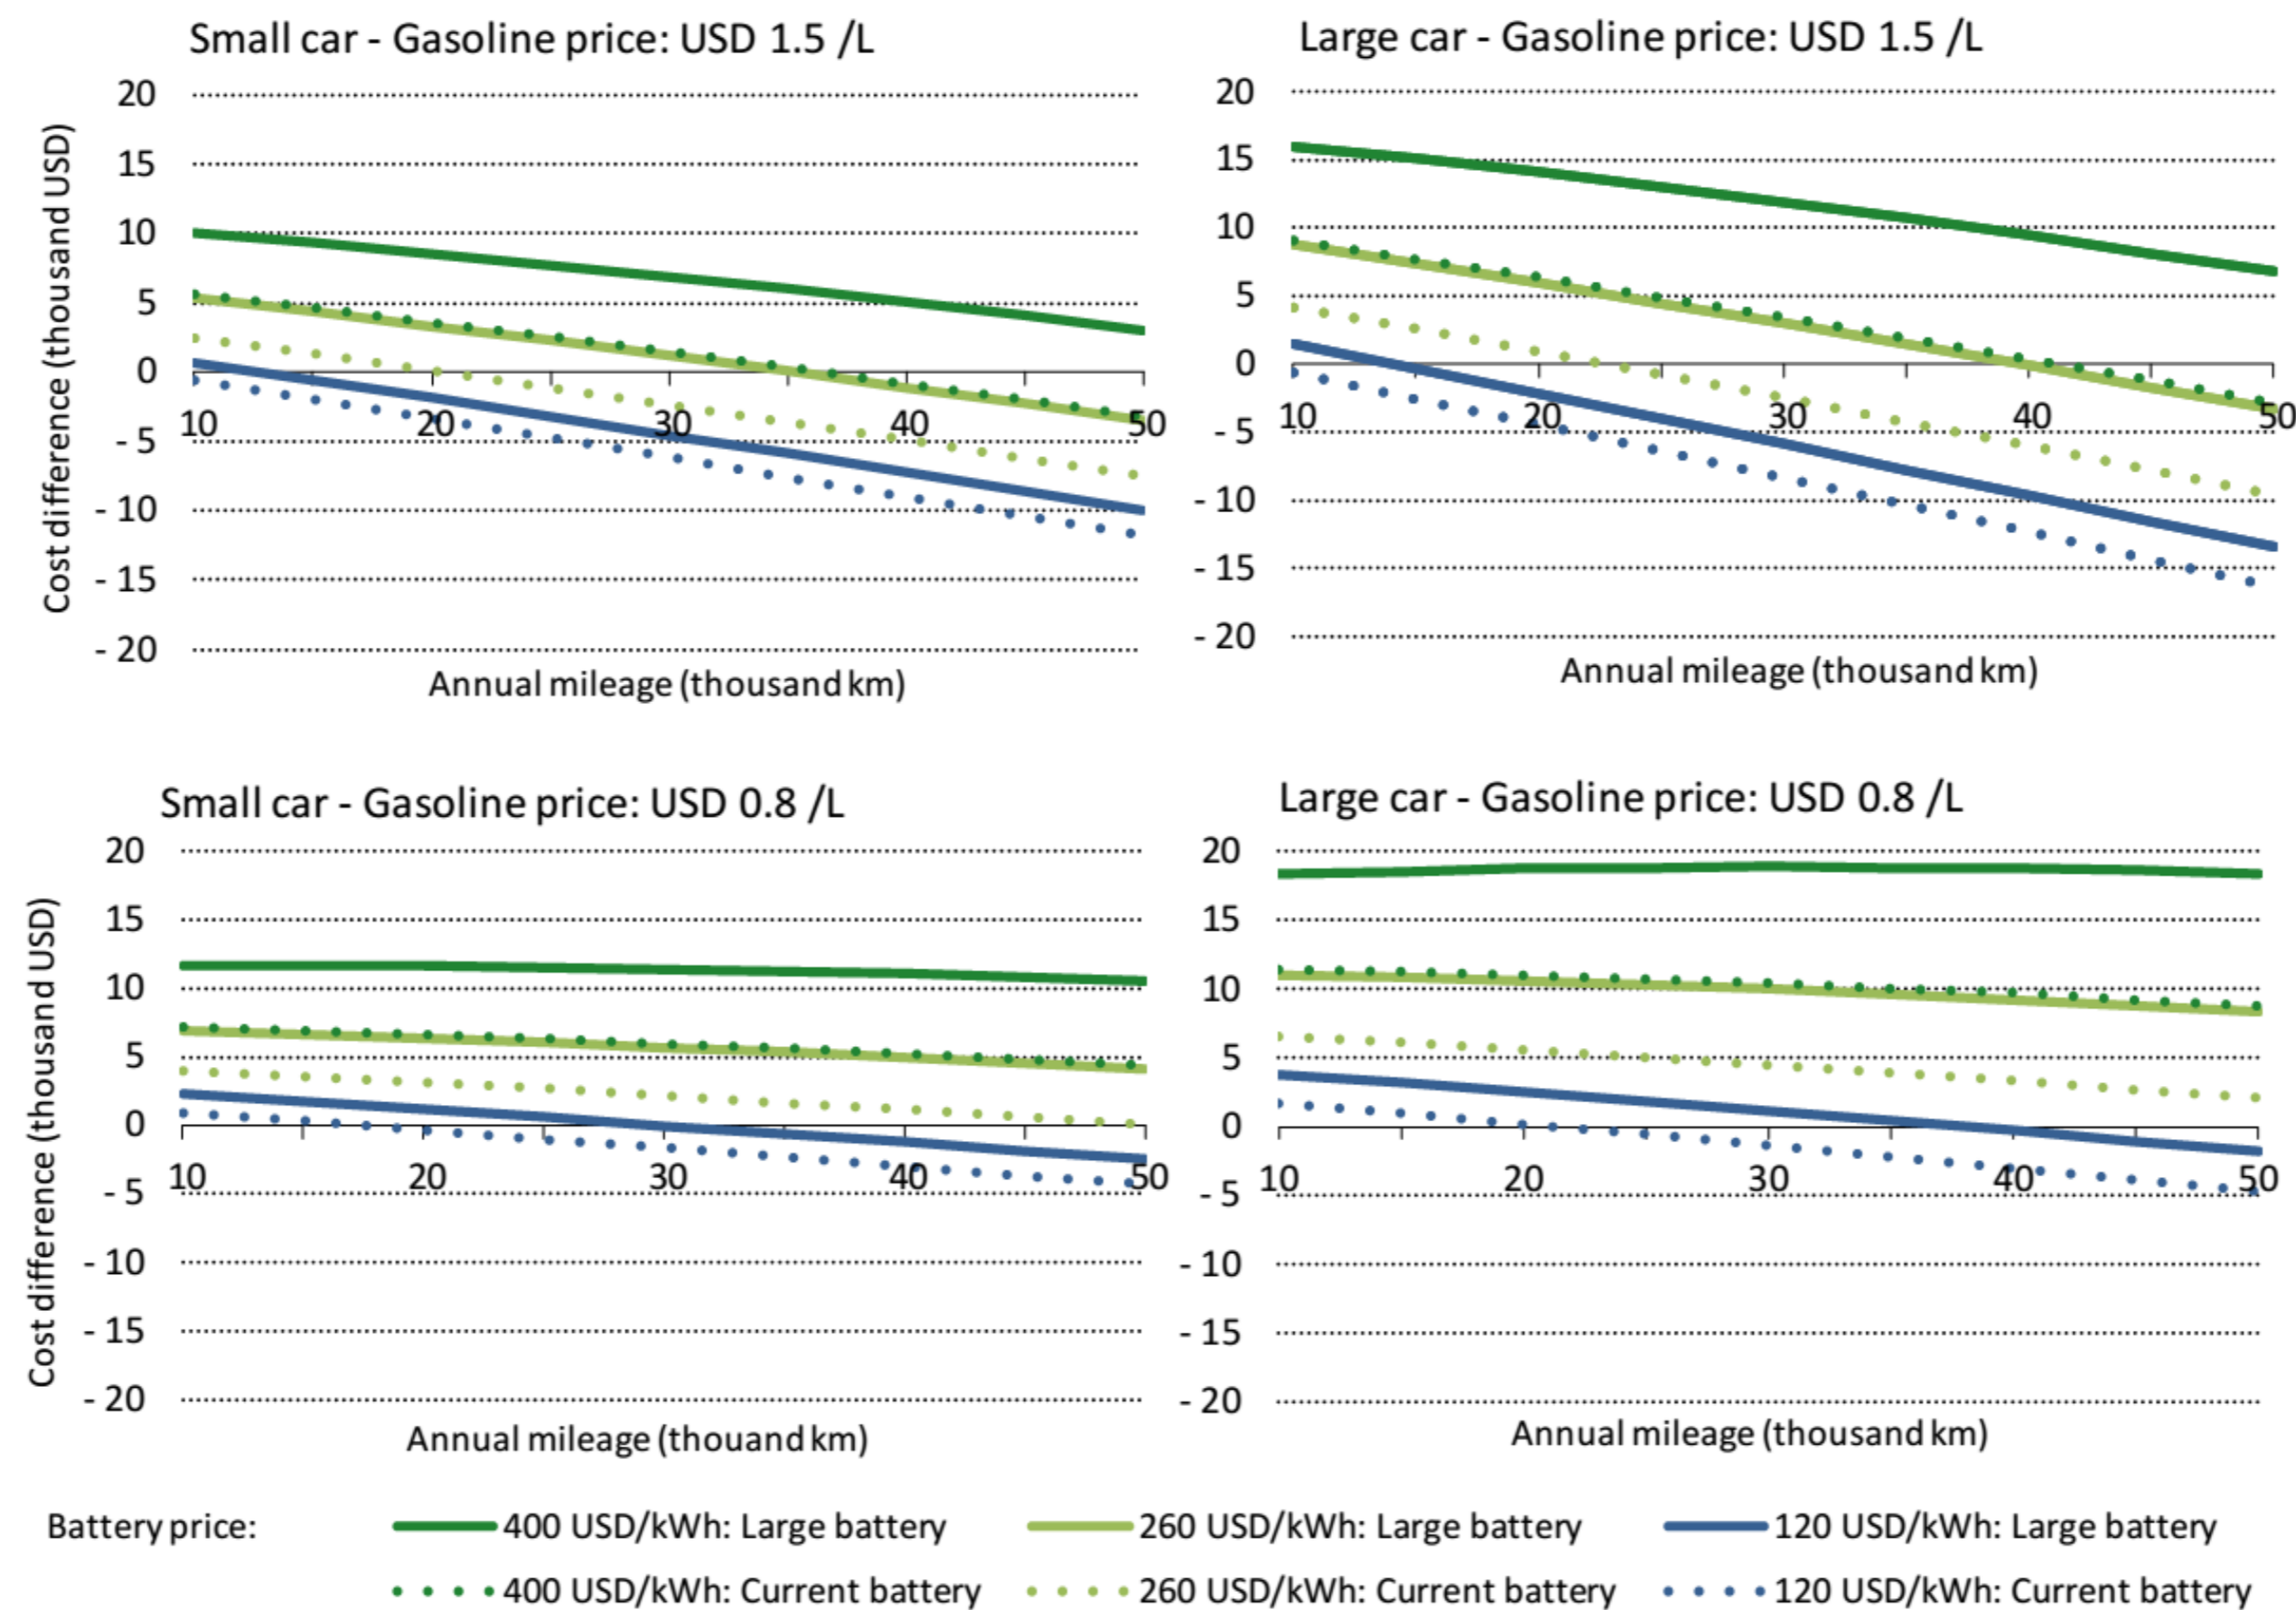 Small car - Gasoline price: USD 1.5 /L
Cost difference (thousand USD)
20
15
10
5
0
- 5
- 10
- 15
- 20
10 20 30 40 50
Annual mileage (thousand km)
Large car - Gasoline price: USD 1.5 /L
20
15
10
5
0
- 5
- 10
- 15
- 20
10 20 30 40 50
Annual mileage (thousand km)
Small car - Gasoline price: USD 0.8 /L
Cost difference (thousand USD)
20
15
10
5
0
- 5
- 10
- 15
- 20
10 20 30 40 50
Annual mileage (thouand km)
Large car - Gasoline price: USD 0.8 /L
20
15
10
5
0
- 5
- 10
- 15
- 20
10 20 30 40 50
Annual mileage (thousand km)
Battery price: 400 USD/kWh: Large battery 260 USD/kWh: Large battery 120 USD/kWh: Large battery
400 USD/kWh: Current battery 260 USD/kWh: Current battery 120 USD/kWh: Current battery